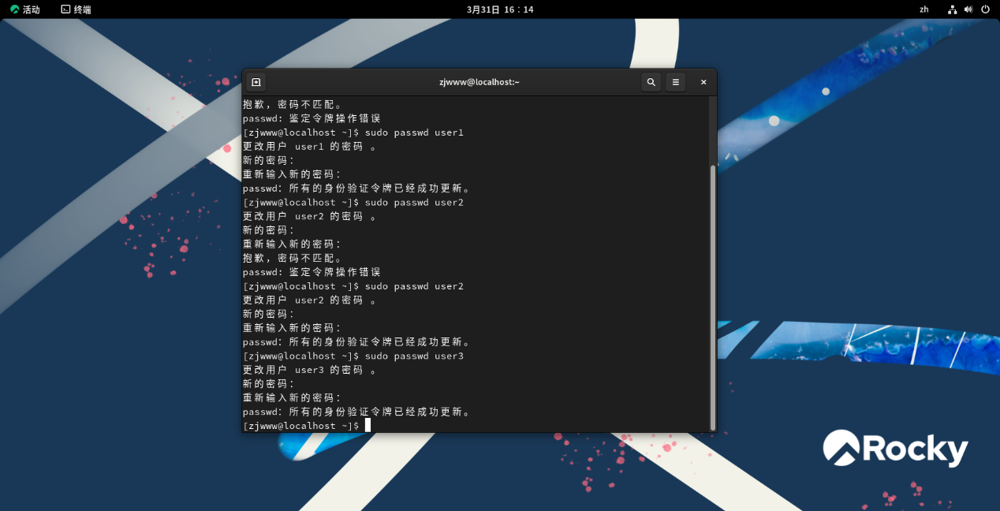 活动 终端 3月31日 16：14 zh
zjwww@localhost:~
抱歉，密码不匹配。
passwd: 鉴定令牌操作错误
[zjwww@localhost ~]$ sudo passwd user1
更改用户 user1 的密码 。
新的密码：
重新输入新的密码：
passwd：所有的身份验证令牌已经成功更新。
[zjwww@localhost ~]$ sudo passwd user2
更改用户 user2 的密码 。
新的密码：
重新输入新的密码：
抱歉，密码不匹配。
passwd: 鉴定令牌操作错误
[zjwww@localhost ~]$ sudo passwd user2
更改用户 user2 的密码 。
新的密码：
重新输入新的密码：
passwd：所有的身份验证令牌已经成功更新。
[zjwww@localhost ~]$ sudo passwd user3
更改用户 user3 的密码 。
新的密码：
重新输入新的密码：
passwd：所有的身份验证令牌已经成功更新。
[zjwww@localhost ~]$
Rocky